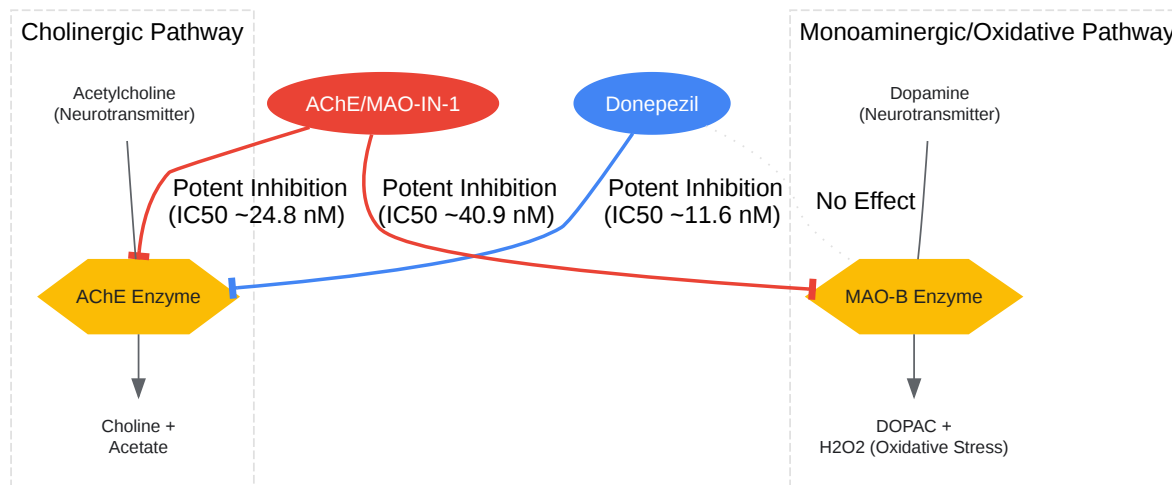 Cholinergic Pathway
Monoaminergic/Oxidative Pathway
Acetylcholine
(Neurotransmitter)
AChE/MAO-IN-1
Donepezil
Dopamine
(Neurotransmitter)
Potent Inhibition
(IC50 ~24.8 nM)
Potent Inhibition
(IC50 ~40.9 nM)
Potent Inhibition
(IC50 ~11.6 nM)
No Effect
AChE Enzyme
MAO-B Enzyme
Choline +
Acetate
DOPAC +
H2O2 (Oxidative Stress)